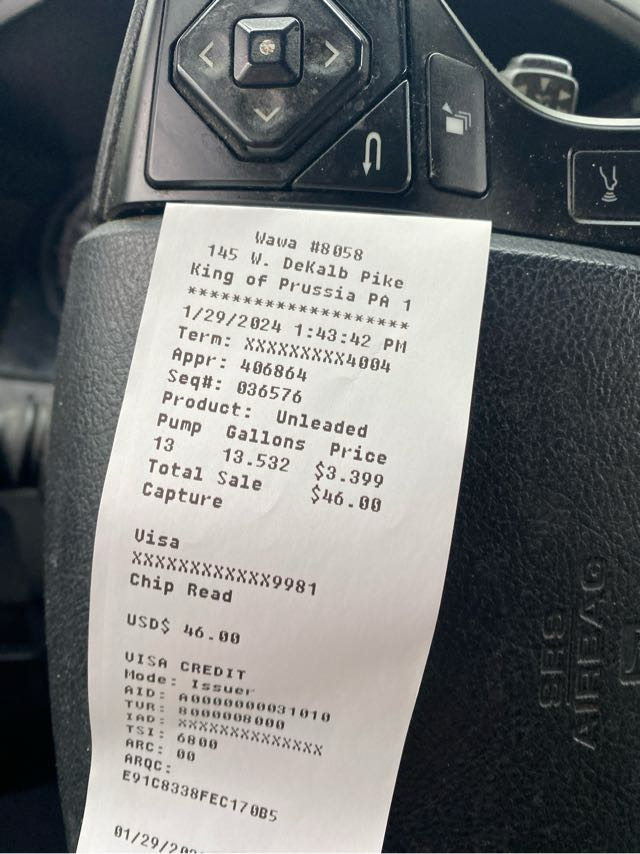 Wawa #8058
145 W. DeKalb Pike
King of Prussia PA 1
********************
1/29/2024 1:43:42 PM
Term: XXXXXXXXX4004
Appr: 406864
Seq#: 036576
Product: Unleaded
Pump Gallons Price
13 13.532 $3.399
Total Sale $46.00
Capture
Visa
XXXXXXXXXXXX9981
Chip Read
USD$ 46.00
VISA CREDIT
Mode: Issuer
AID: A0000000031010
TVR: 8000008000
IAD: XXXXXXXXXXXXXX
TSI: 6800
ARC: 00
ARQC:
E91C8338FEC170B5
SRS
AIRBAG